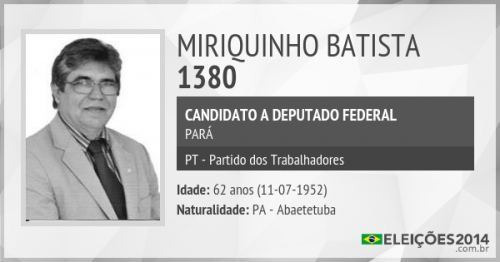 MIRIQUINHO BATISTA
1380
CANDIDATO A DEPUTADO FEDERAL
PARÁ
PT - Partido dos Trabalhadores
Idade: 62 anos (11-07-1952)
Naturalidade: PA - Abaetetuba
ELEIÇÕES2014
.com.br